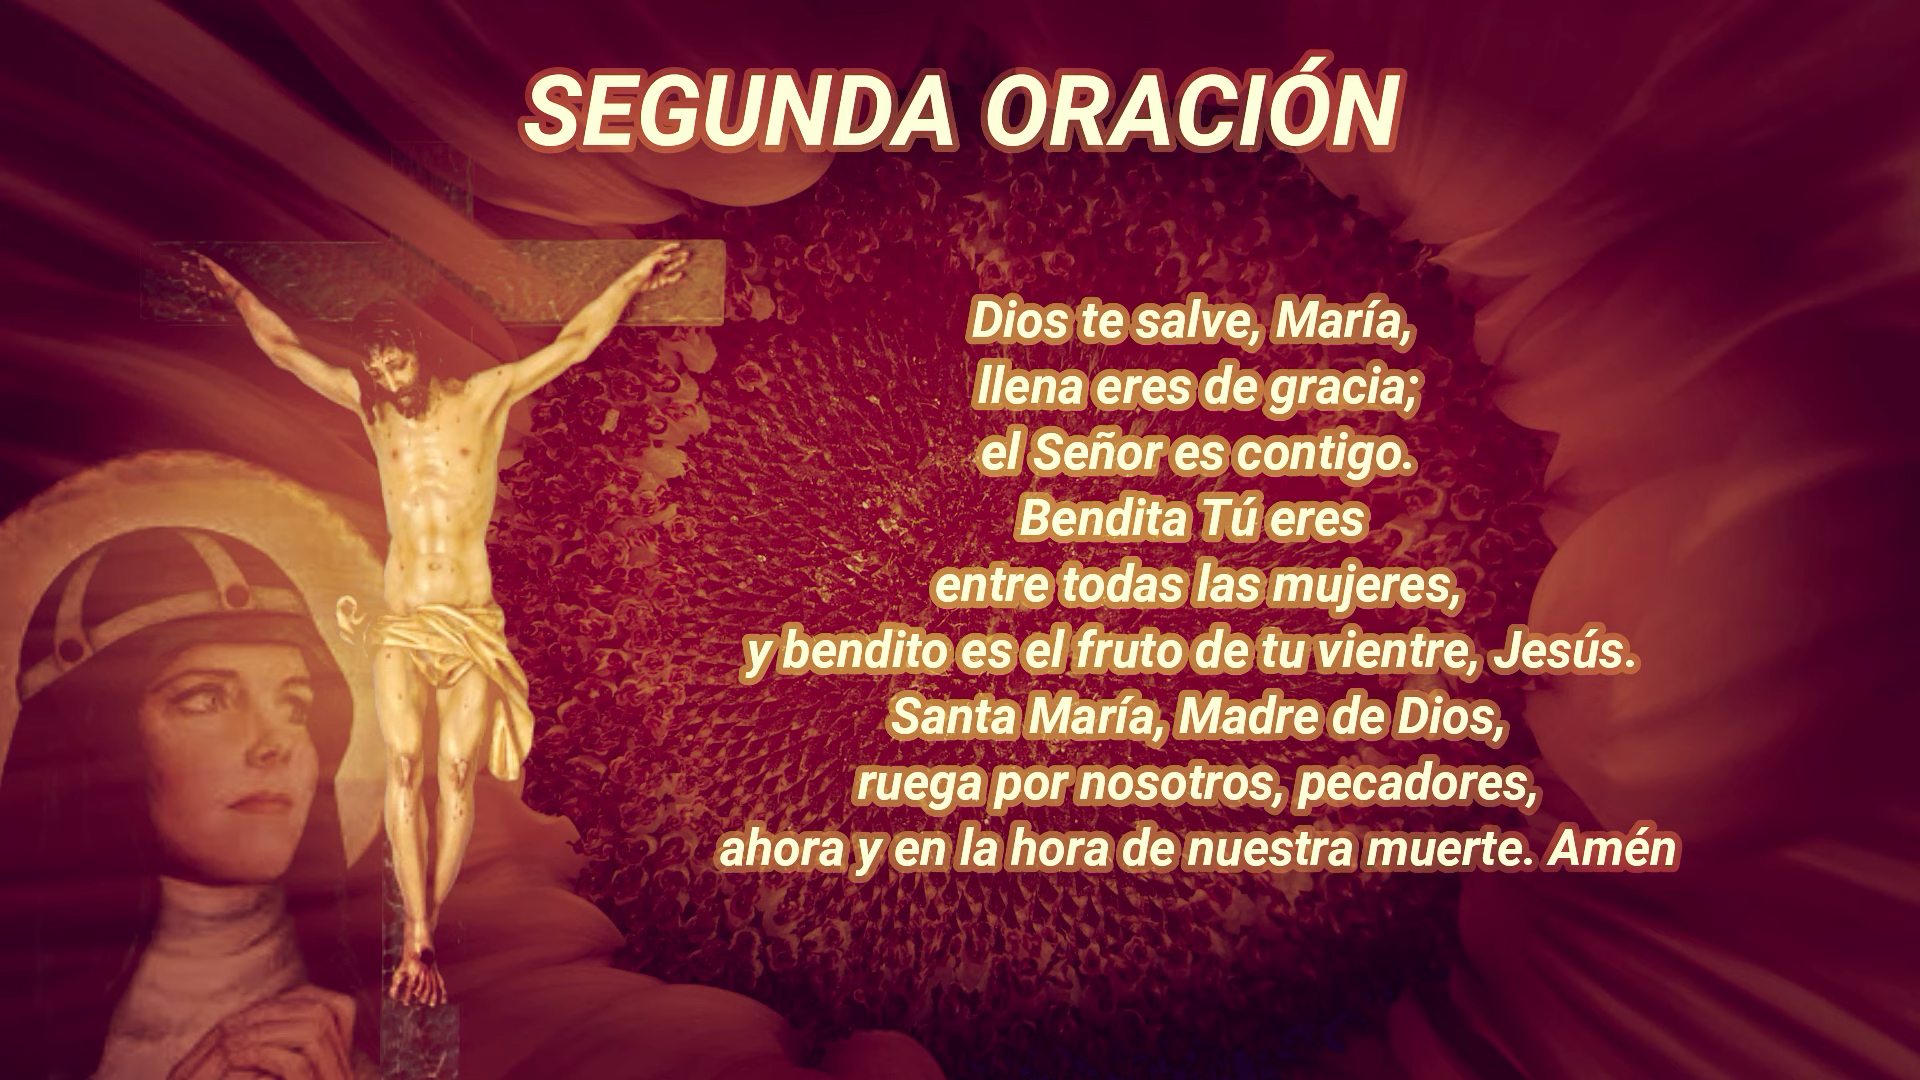 SEGUNDA ORACIÓN
Dios te salve, María,
llena eres de gracia;
el Señor es contigo.
Bendita Tú eres
entre todas las mujeres,
y bendito es el fruto de tu vientre, Jesús.
Santa María, Madre de Dios,
ruega por nosotros, pecadores,
ahora y en la hora de nuestra muerte. Amén